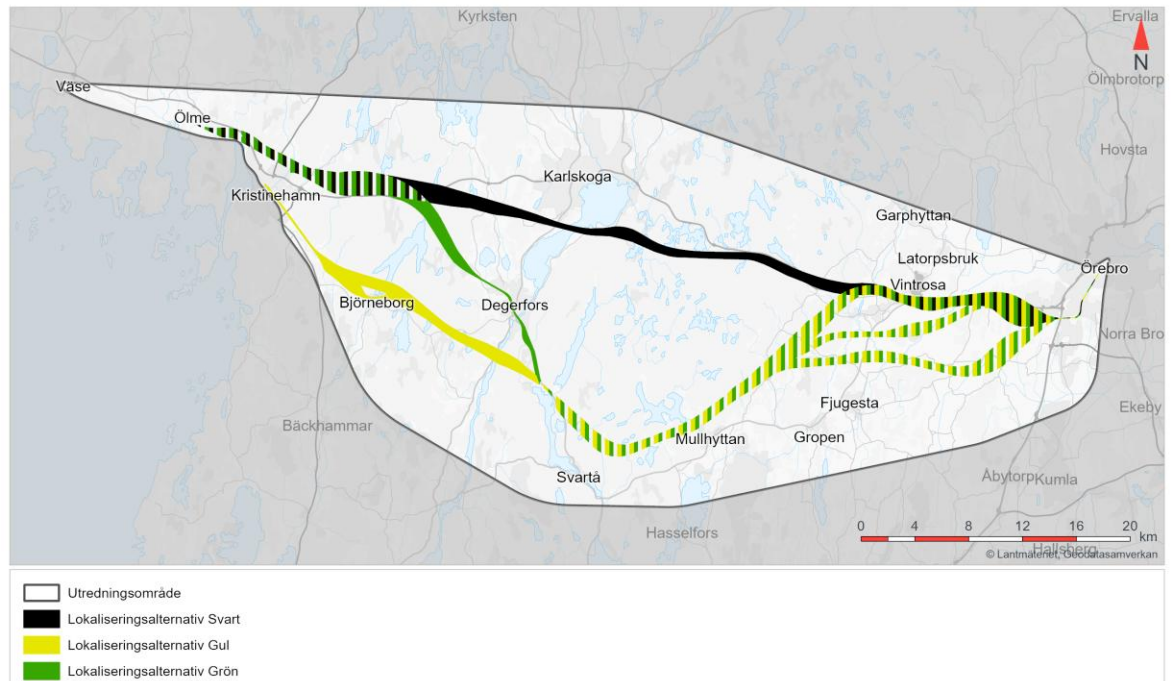 Kyrksten
Ervalla
N
Väse
Ölmbrotorp
Ölme
Hovsta
Karlskoga
Kristinehamn
Garphyttan
Latorpsbruk
Örebro
Vintrosa
Björneborg
Degerfors
Norra Bro
Fjugesta
Ekeby
Bäckhammar
Mullhyttan
Gropen
Svartå
Åbytorp
Kumla
Hasselfors
0 4 8 12 16 20
km
Hallsberg
© Lantmäteriet, Geodatasamverkan
Utredningsområde
Lokaliseringsalternativ Svart
Lokaliseringsalternativ Gul
Lokaliseringsalternativ Grön